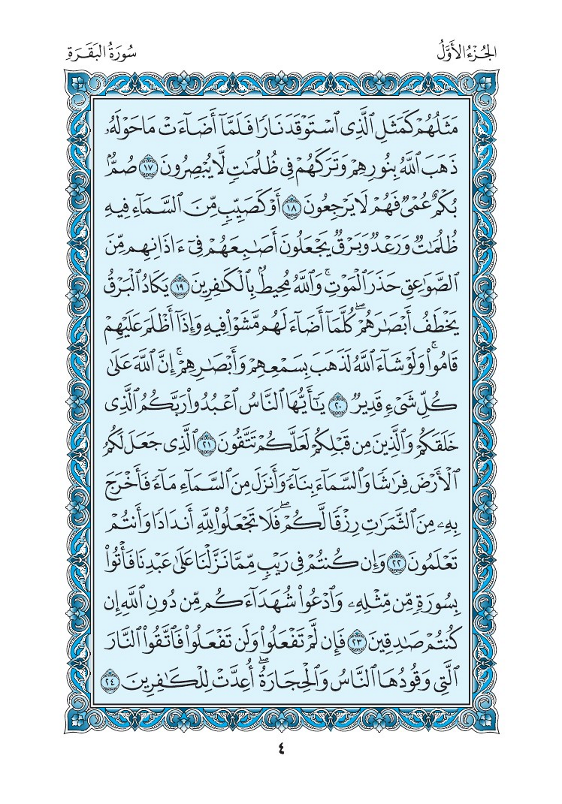 الجُزْءُ الأَوَّلُ
سُورَةُ البَقَرَةِ
مَثَلُهُمْ كَمَثَلِ ٱلَّذِى ٱسْتَوْقَدَ نَارًا فَلَمَّآ أَضَآءَتْ مَا حَوْلَهُۥ
ذَهَبَ ٱللَّهُ بِنُورِهِمْ وَتَرَكَهُمْ فِى ظُلُمَٰتٍ لَّا يُبْصِرُونَ ١٧ صُمٌّۢ
بُكْمٌ عُمْىٌ فَهُمْ لَا يَرْجِعُونَ ١٨ أَوْ كَصَيِّبٍ مِّنَ ٱلسَّمَآءِ فِيهِ
ظُلُمَٰتٌ وَرَعْدٌ وَبَرْقٌ يَجْعَلُونَ أَصَٰبِعَهُمْ فِىٓ ءَاذَانِهِم مِّنَ
ٱلصَّوَٰعِقِ حَذَرَ ٱلْمَوْتِ ۚ وَٱللَّهُ مُحِيطٌۢ بِٱلْكَٰفِرِينَ ١٩ يَكَادُ ٱلْبَرْقُ
يَخْطَفُ أَبْصَٰرَهُمْ ۖ كُلَّمَآ أَضَآءَ لَهُم مَّشَوْا۟ فِيهِ وَإِذَآ أَظْلَمَ عَلَيْهِمْ
قَامُوا۟ ۚ وَلَوْ شَآءَ ٱللَّهُ لَذَهَبَ بِسَمْعِهِمْ وَأَبْصَٰرِهِمْ ۚ إِنَّ ٱللَّهَ عَلَىٰ
كُلِّ شَىْءٍ قَدِيرٌ ٢٠ يَٰٓأَيُّهَا ٱلنَّاسُ ٱعْبُدُوا۟ رَبَّكُمُ ٱلَّذِى
خَلَقَكُمْ وَٱلَّذِينَ مِن قَبْلِكُمْ لَعَلَّكُمْ تَتَّقُونَ ٢١ ٱلَّذِى جَعَلَ لَكُمُ
ٱلْأَرْضَ فِرَٰشًا وَٱلسَّمَآءَ بِنَآءً وَأَنزَلَ مِنَ ٱلسَّمَآءِ مَآءً فَأَخْرَجَ
بِهِۦ مِنَ ٱلثَّمَرَٰتِ رِزْقًا لَّكُمْ ۖ فَلَا تَجْعَلُوا۟ لِلَّهِ أَندَادًا وَأَنتُمْ
تَعْلَمُونَ ٢٢ وَإِن كُنتُمْ فِى رَيْبٍ مِّمَّا نَزَّلْنَا عَلَىٰ عَبْدِنَا فَأْتُوا۟
بِسُورَةٍ مِّن مِّثْلِهِۦ وَٱدْعُوا۟ شُهَدَآءَكُم مِّن دُونِ ٱللَّهِ إِن
كُنتُمْ صَٰدِقِينَ ٢٣ فَإِن لَّمْ تَفْعَلُوا۟ وَلَن تَفْعَلُوا۟ فَٱتَّقُوا۟ ٱلنَّارَ
ٱلَّتِى وَقُودُهَا ٱلنَّاسُ وَٱلْحِجَارَةُ ۖ أُعِدَّتْ لِلْكَٰفِرِينَ ٢٤
٤